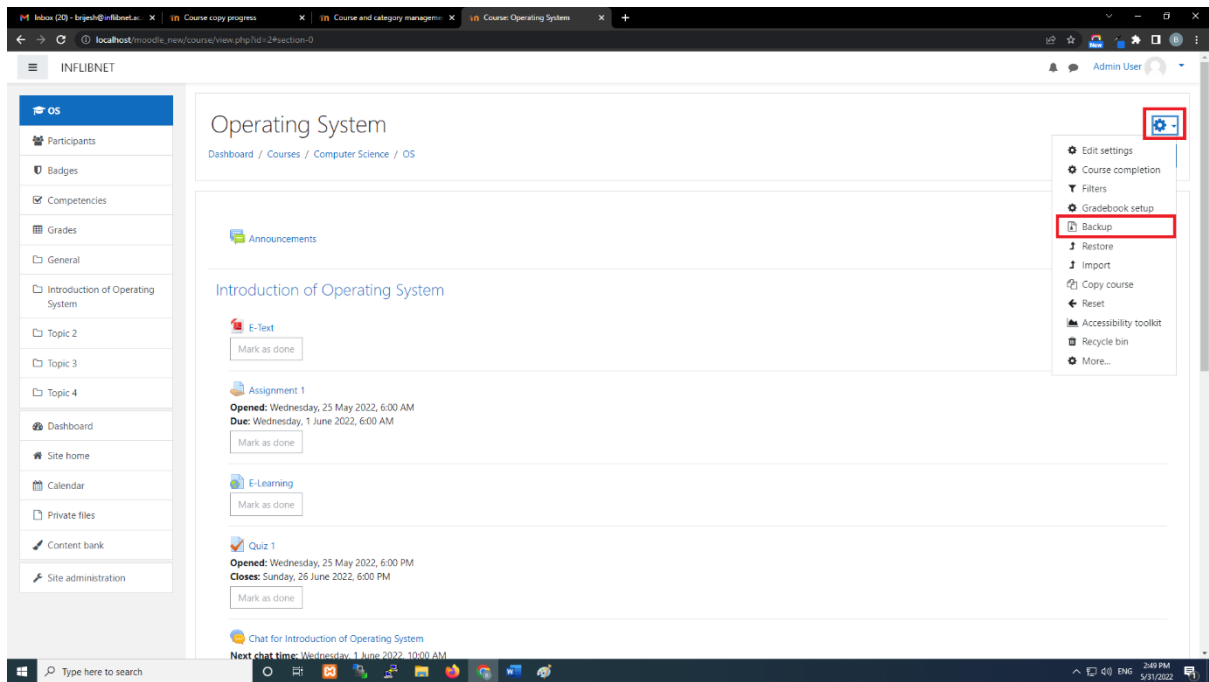 Inbox (20) - brijesh@inflibnet.ac.
Course copy progress
Course and category manageme
Course: Operating System
localhost/moodle_new/course/view.php?id=2#section-0
New
B
INFLIBNET
Admin User
OS
Participants
Badges
Competencies
Grades
General
Introduction of Operating
System
Topic 2
Topic 3
Topic 4
Dashboard
Site home
Calendar
Private files
Content bank
Site administration
Operating System
Dashboard / Courses / Computer Science / OS
Edit settings
Course completion
Filters
Gradebook setup
Backup
Restore
Import
Copy course
Reset
Accessibility toolkit
Recycle bin
More...
Announcements
Introduction of Operating System
E-Text
Mark as done
Assignment 1
Opened: Wednesday, 25 May 2022, 6:00 AM
Due: Wednesday, 1 June 2022, 6:00 AM
Mark as done
E-Learning
Mark as done
Quiz 1
Opened: Wednesday, 25 May 2022, 6:00 PM
Closes: Sunday, 26 June 2022, 6:00 PM
Mark as done
Chat for Introduction of Operating System
Next chat time: Wednesday, 1 June 2022, 10:00 AM
Type here to search
ENG
2:49 PM
5/31/2022